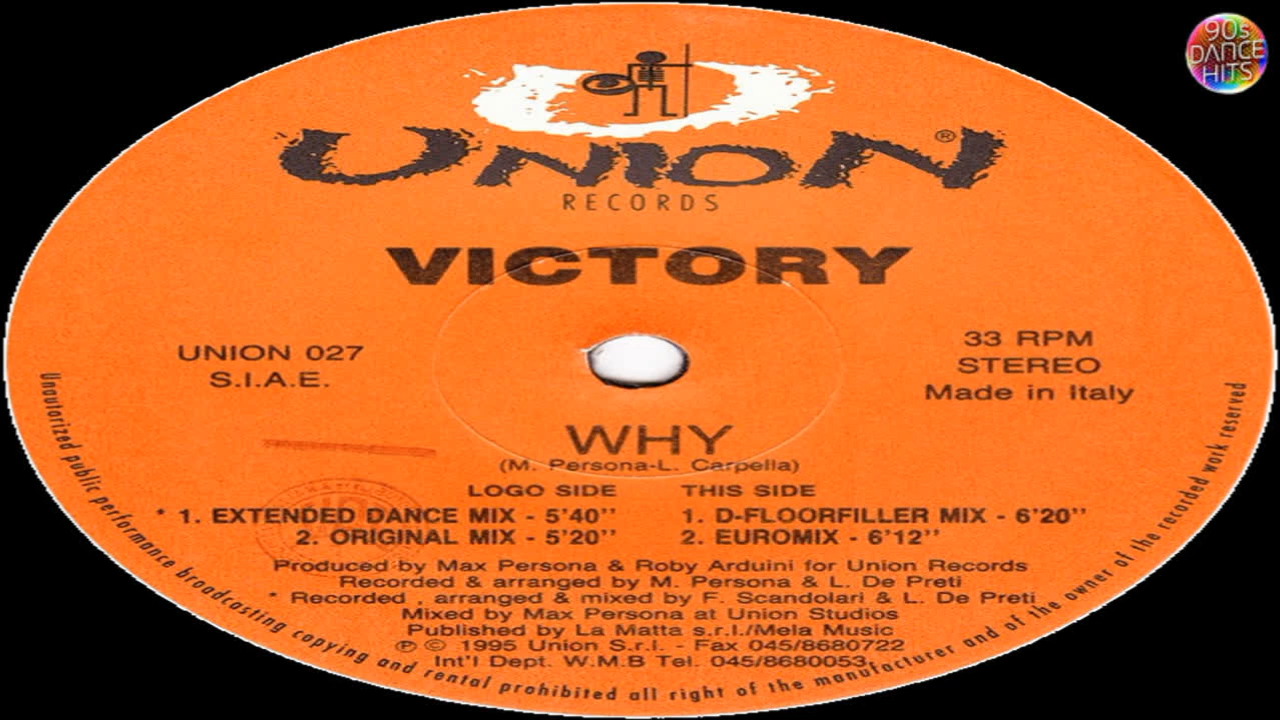 90s
DANCE
HITS
UNION ®
RECORDS
VICTORY
UNION 027
S.I.A.E.
33 RPM
STEREO
Made in Italy
WHY
(M. Persona-L. Carpella)
LOGO SIDE THIS SIDE
* 1. EXTENDED DANCE MIX - 5'40'' 1. D-FLOORFILLER MIX - 6'20''
2. ORIGINAL MIX - 5'20'' 2. EUROMIX - 6'12''
Produced by Max Persona & Roby Arduini for Union Records
Recorded & arranged by M. Persona & L. De Preti
* Recorded , arranged & mixed by F. Scandolari & L. De Preti
Mixed by Max Persona at Union Studios
Published by La Matta s.r.l./Mela Music
℗ © 1995 Union S.r.l. - Fax 045/8680722
Int'l Dept. W.M.B Tel. 045/8680053
Unautorized public performance broadcasting copying and rental prohibited all right of the manufacturer and of the owner of the recorded work reserved